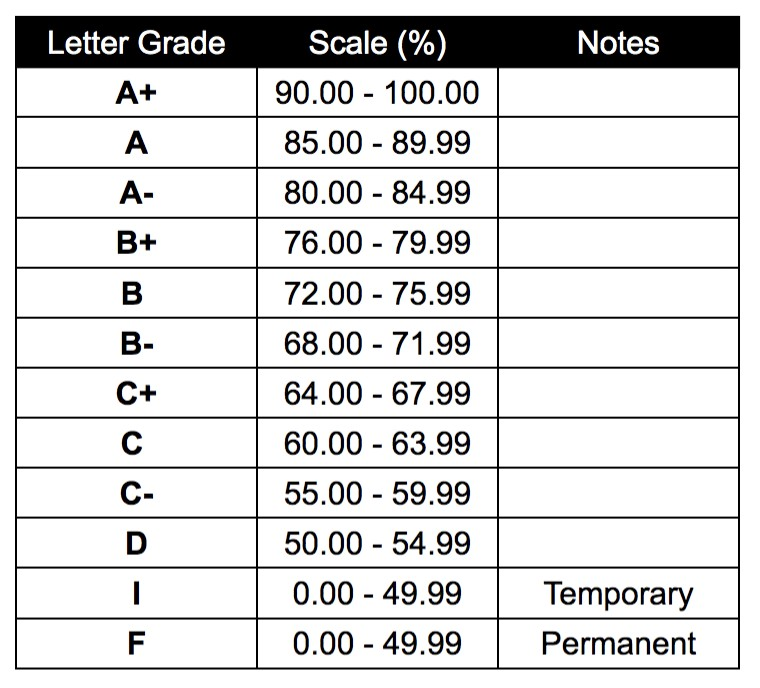 Letter Grade Scale (%) Notes
A+ 90.00 - 100.00
A 85.00 - 89.99
A- 80.00 - 84.99
B+ 76.00 - 79.99
B 72.00 - 75.99
B- 68.00 - 71.99
C+ 64.00 - 67.99
C 60.00 - 63.99
C- 55.00 - 59.99
D 50.00 - 54.99
I 0.00 - 49.99 Temporary
F 0.00 - 49.99 Permanent